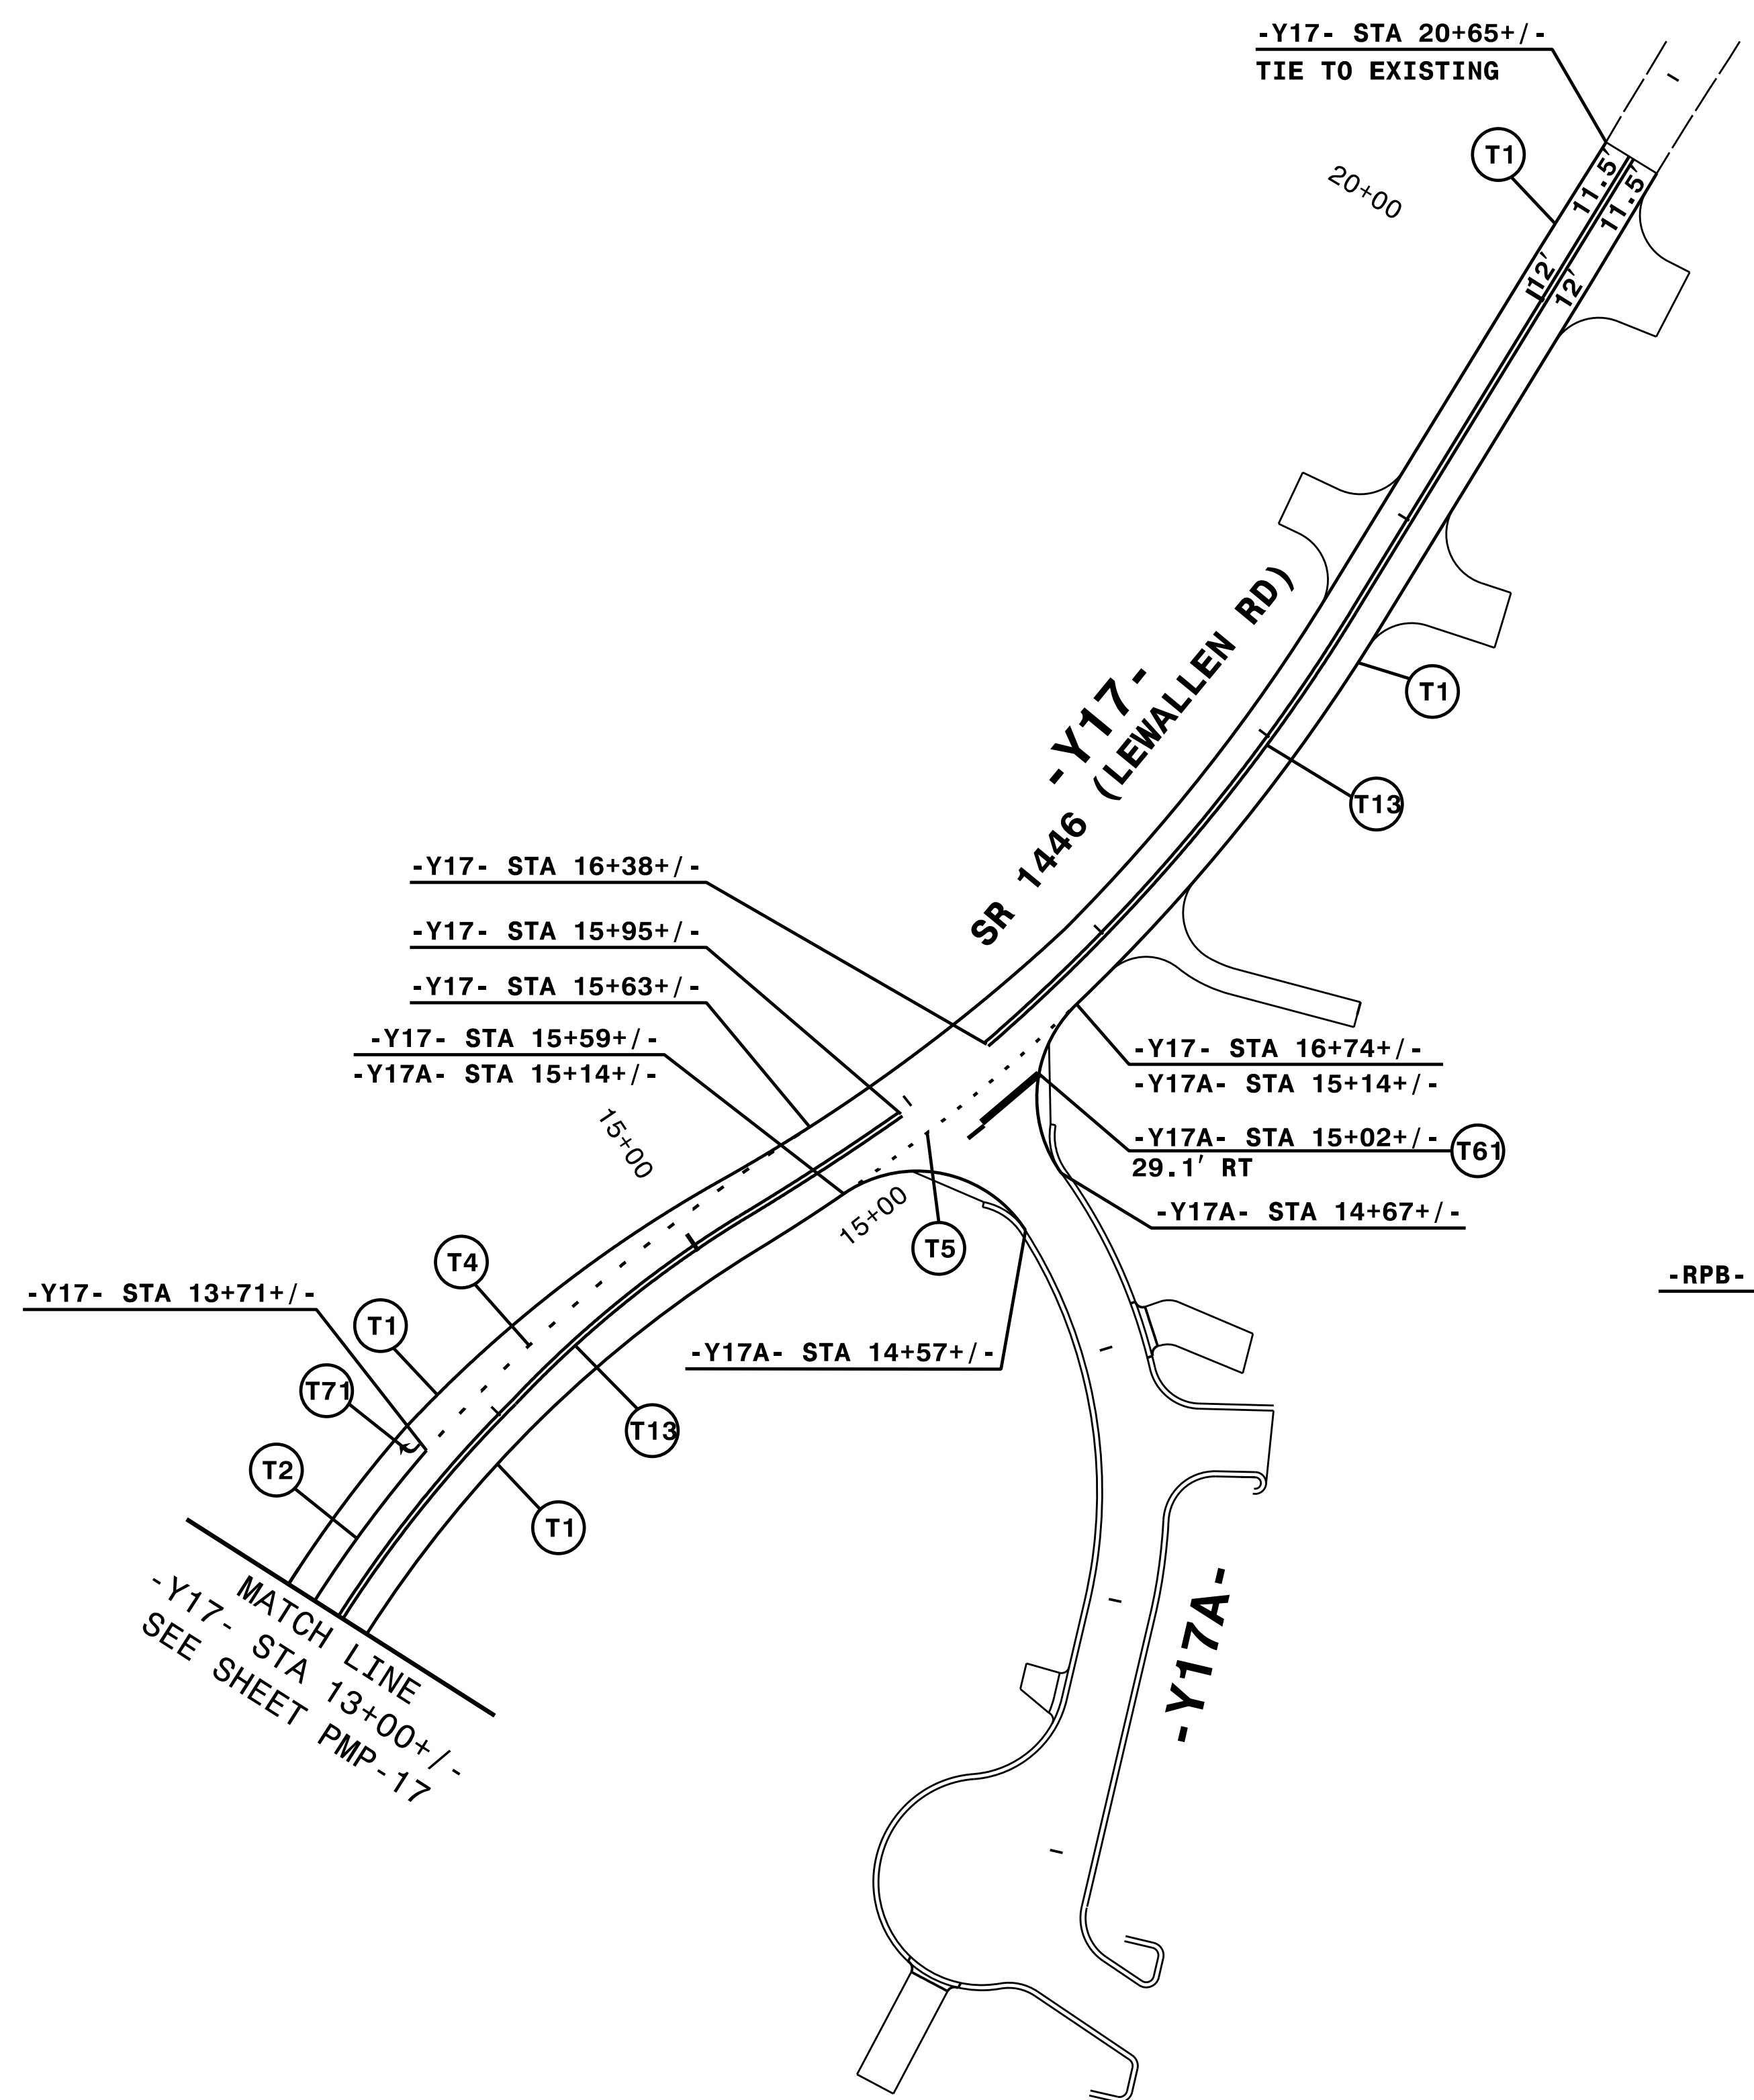 -Y17- STA 20+65+/-
TIE TO EXISTING
T1
20+00
11.5′
11.5′
12′
12′
T1
T13
-Y17-
SR 1446 (LEWALLEN RD)
-Y17- STA 16+38+/-
-Y17- STA 15+95+/-
-Y17- STA 15+63+/-
-Y17- STA 15+59+/-
-Y17A- STA 15+14+/-
-Y17- STA 16+74+/-
-Y17A- STA 15+14+/-
-Y17A- STA 15+02+/-
T61
29.1′ RT
-Y17A- STA 14+67+/-
15+00
15+00
T5
T4
-RPB-
-Y17- STA 13+71+/-
T1
-Y17A- STA 14+57+/-
T71
T13
T2
T1
MATCH LINE
-Y17- STA 13+00+/-
SEE SHEET PMP-17
-Y17A-